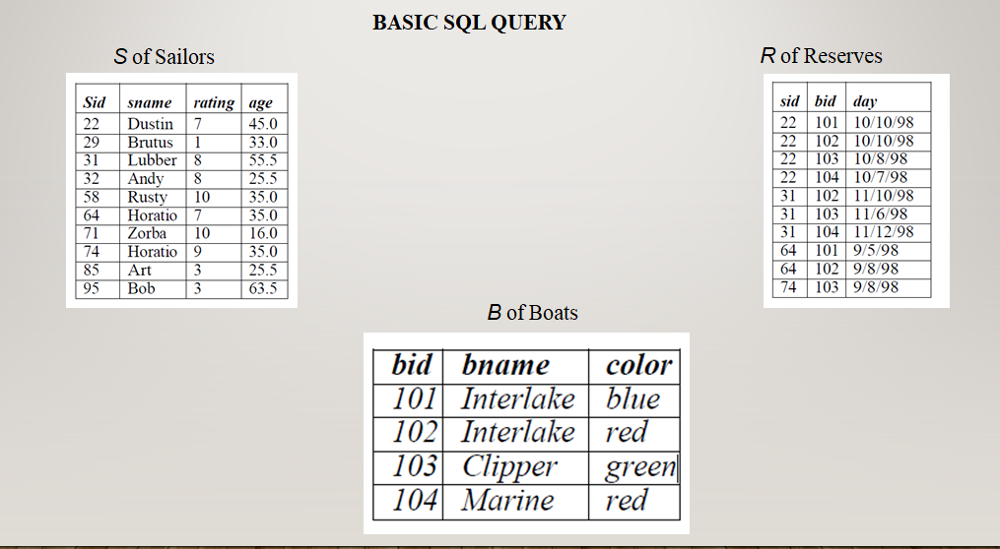 BASIC SQL QUERY
S of Sailors
Sid sname rating age
22 Dustin 7 45.0
29 Brutus 1 33.0
31 Lubber 8 55.5
32 Andy 8 25.5
58 Rusty 10 35.0
64 Horatio 7 35.0
71 Zorba 10 16.0
74 Horatio 9 35.0
85 Art 3 25.5
95 Bob 3 63.5
R of Reserves
sid bid day
22 101 10/10/98
22 102 10/10/98
22 103 10/8/98
22 104 10/7/98
31 102 11/10/98
31 103 11/6/98
31 104 11/12/98
64 101 9/5/98
64 102 9/8/98
74 103 9/8/98
B of Boats
bid bname color
101 Interlake blue
102 Interlake red
103 Clipper green
104 Marine red